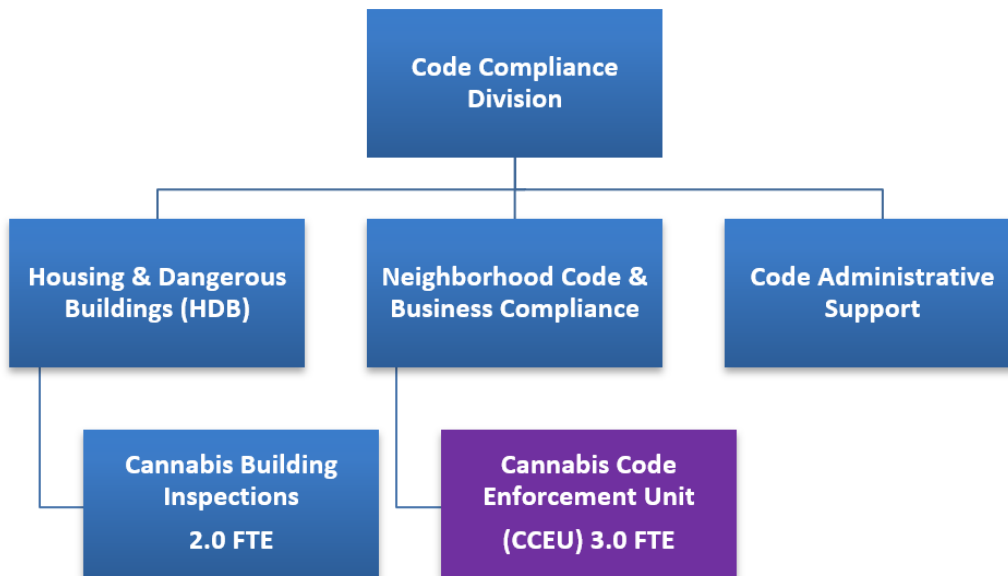 Code Compliance
Division
Housing & Dangerous
Buildings (HDB)
Neighborhood Code &
Business Compliance
Code Administrative
Support
Cannabis Building
Inspections
2.0 FTE
Cannabis Code
Enforcement Unit
(CCEU) 3.0 FTE